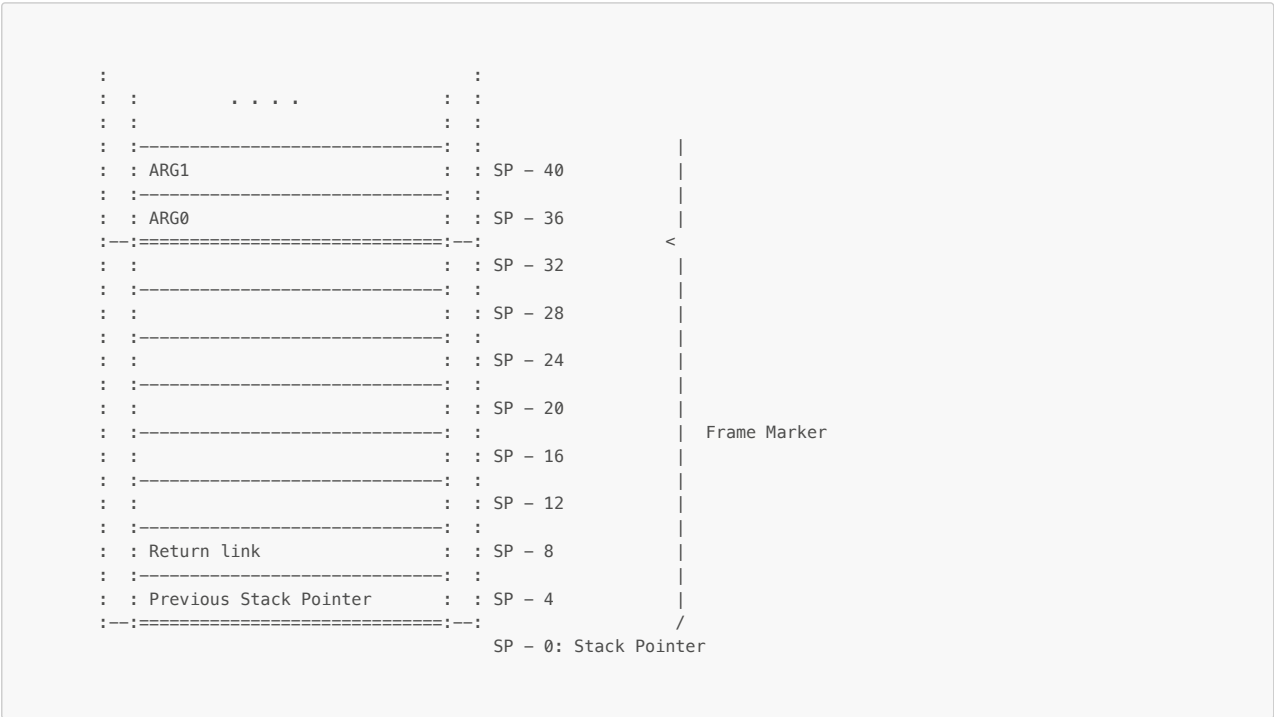 :                                    :
:  :         . . . .              :  :
:  :                              :  :
:  :------------------------------:  :                   |
:  : ARG1                         :  : SP - 40           |
:  :------------------------------:  :                   |
:  : ARG0                         :  : SP - 36           |
:--:==============================:--:                  <
:  :                              :  : SP - 32           |
:  :------------------------------:  :                   |
:  :                              :  : SP - 28           |
:  :------------------------------:  :                   |
:  :                              :  : SP - 24           |
:  :------------------------------:  :                   |
:  :                              :  : SP - 20           |
:  :------------------------------:  :                   |  Frame Marker
:  :                              :  : SP - 16           |
:  :------------------------------:  :                   |
:  :                              :  : SP - 12           |
:  :------------------------------:  :                   |
:  : Return link                  :  : SP - 8            |
:  :------------------------------:  :                   |
:  : Previous Stack Pointer       :  : SP - 4            |
:--:==============================:--:                   /
                                       SP - 0: Stack Pointer